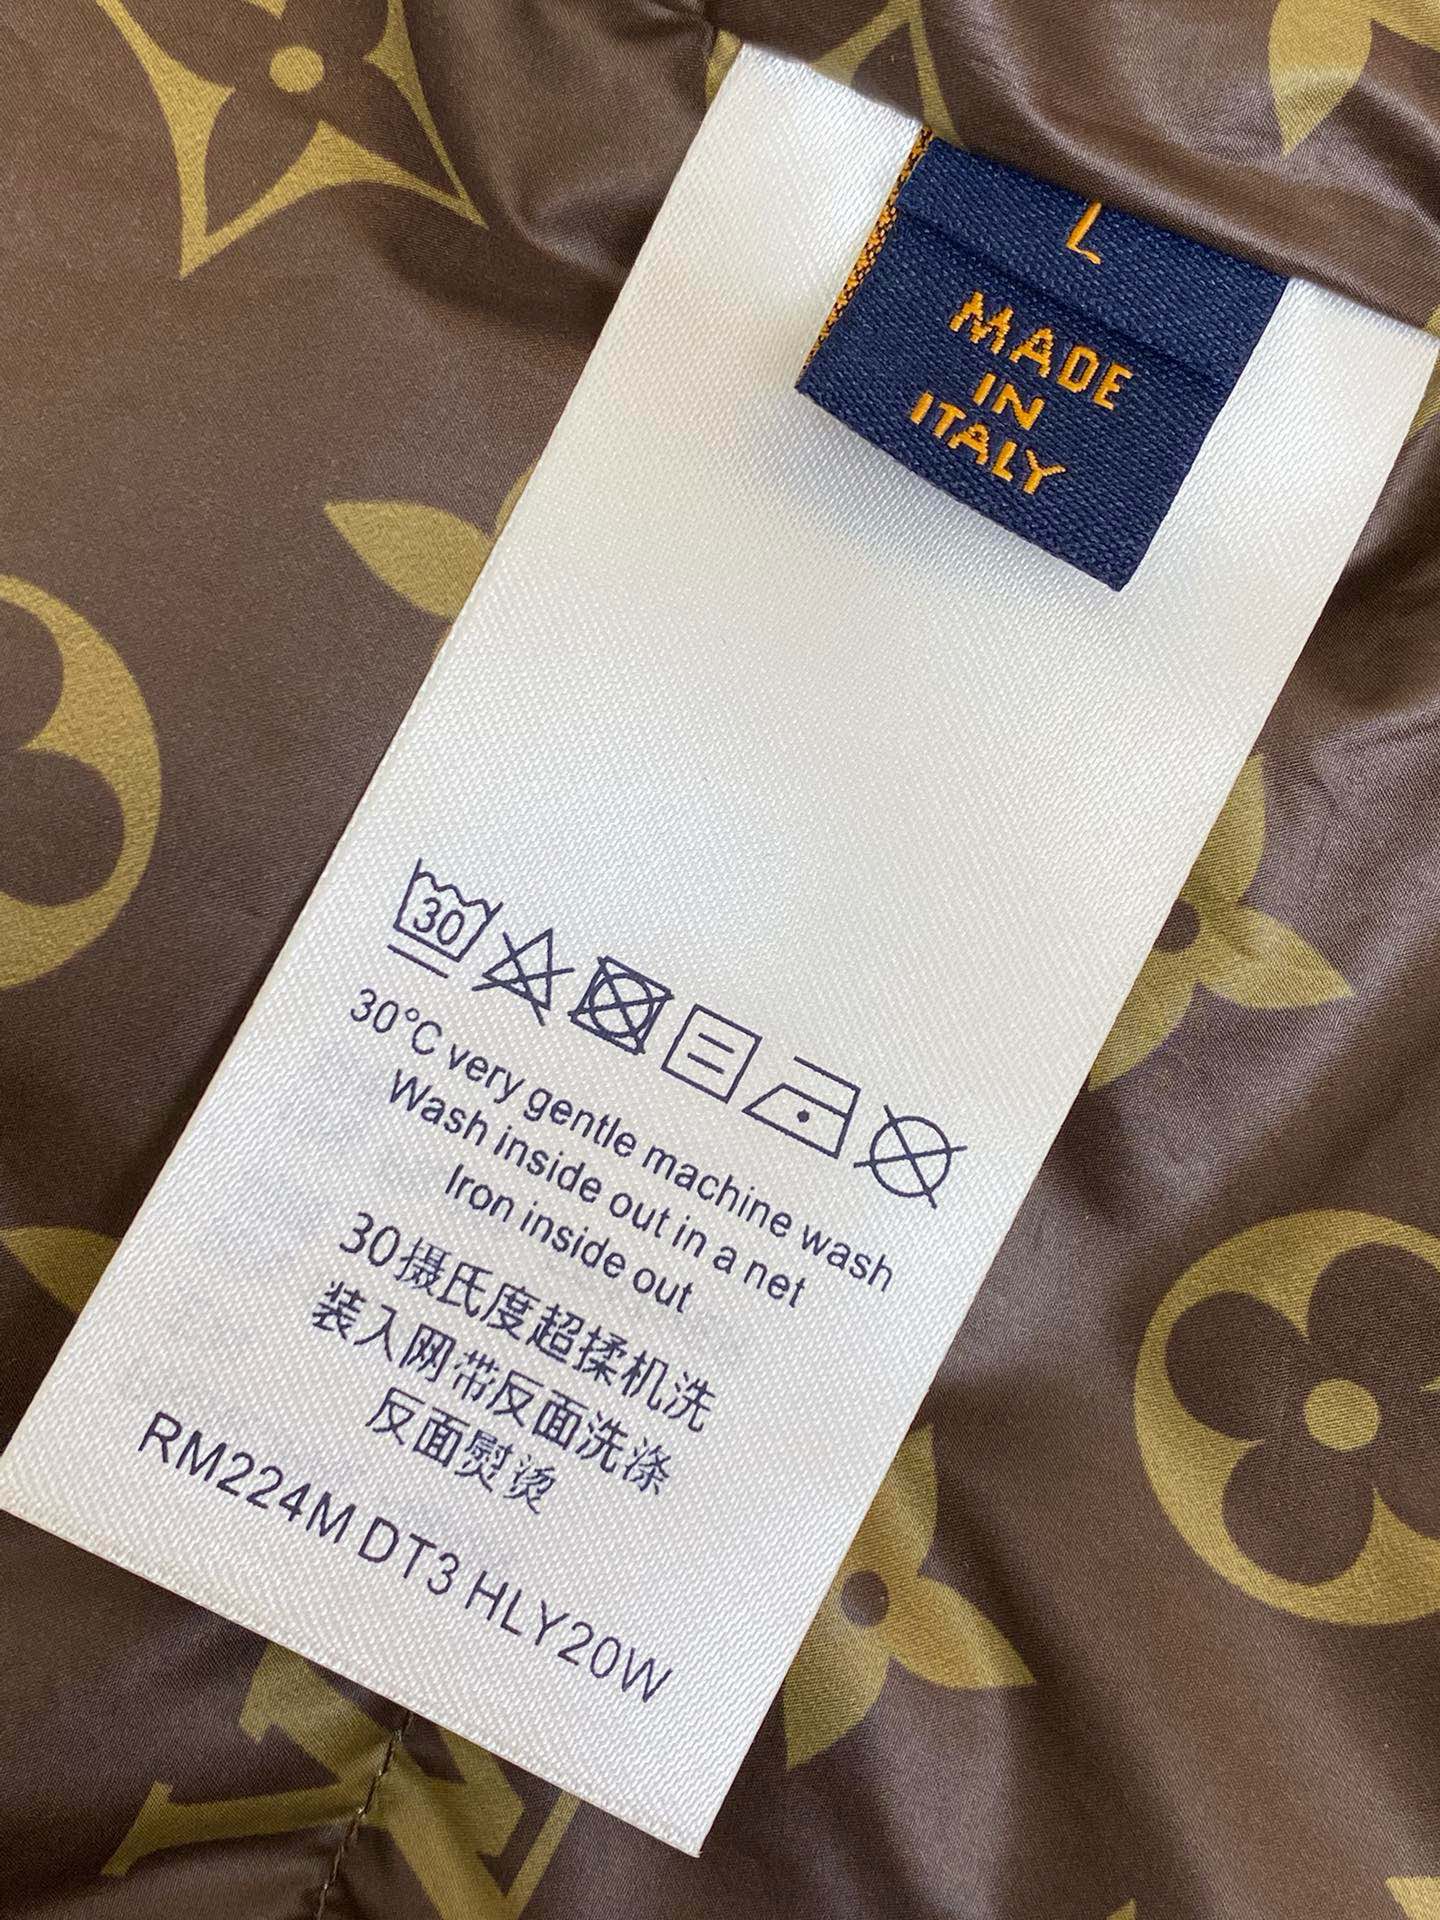 L
MADE
IN
ITALY
30
30°C very gentle machine wash
Wash inside out in a net
Iron inside out
30摄氏度超揉机洗
装入网带反面洗涤
反面熨烫
RM224M DT3 HLY20W